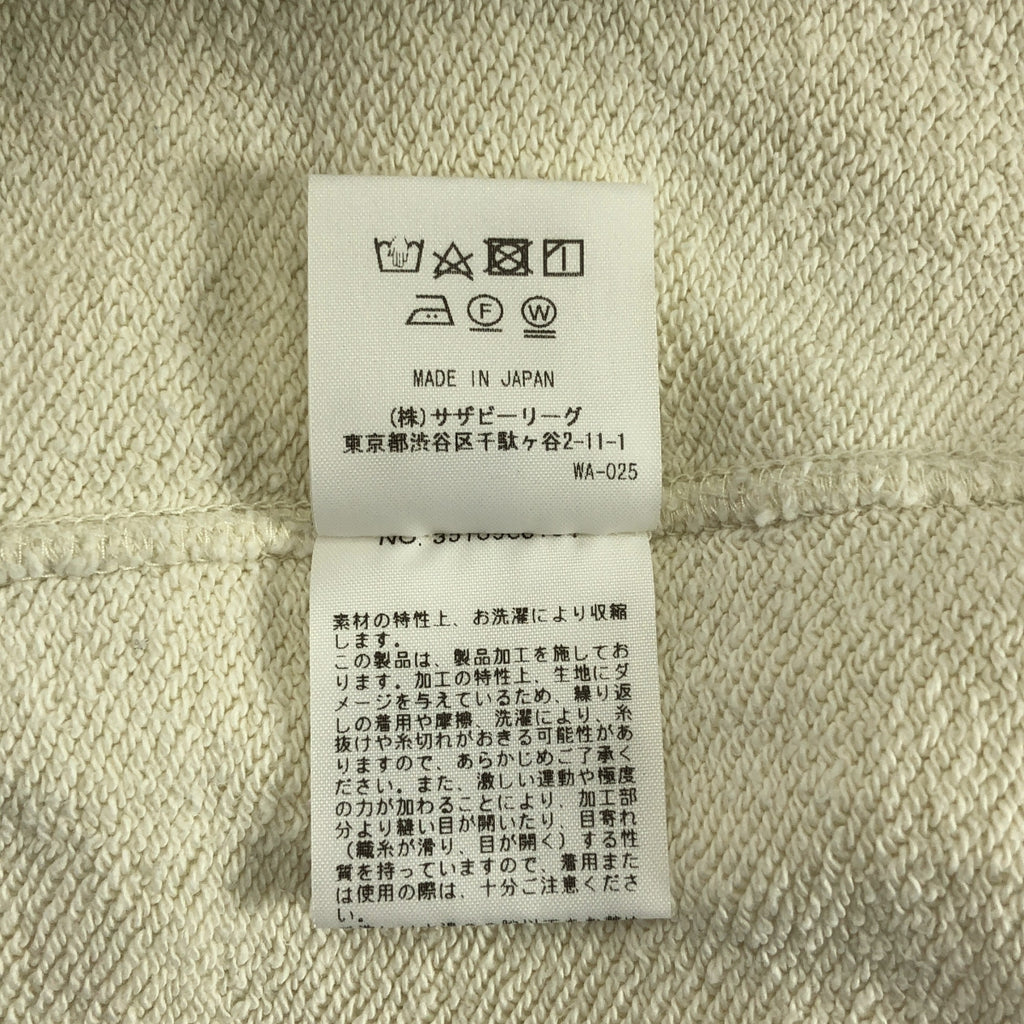 F W
MADE IN JAPAN
(株)サザビーリーグ
東京都渋谷区千駄ヶ谷2-11-1
WA-025
NO.
素材の特性上、お洗濯により収縮
します。
この製品は、製品加工を施してお
ります。加工の特性上、生地にダ
メージを与えているため、繰り返
しの着用や摩擦、洗濯により、糸
抜けや糸切れがおきる可能性があ
りますので、あらかじめご了承く
ださい。また、激しい運動や極度
の力が加わることにより、加工部
分より縫い目が開いたり、目寄れ
(織糸が滑り、目が開く)する性
質を持っていますので、着用また
は使用の際は、十分ご注意くださ
い。